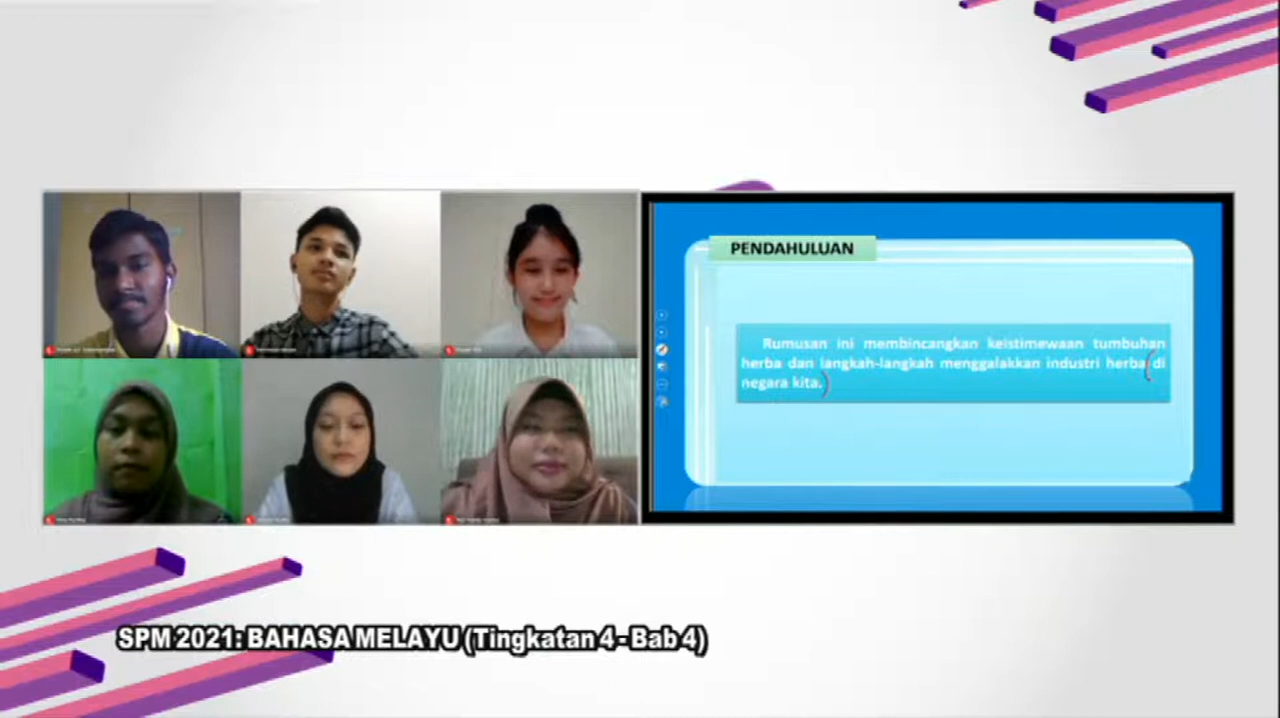 PENDAHULUAN
Rumusan ini membincangkan keistimewaan tumbuhan
herba dan langkah-langkah menggalakkan industri herba di
negara kita.
SPM 2021: BAHASA MELAYU (Tingkatan 4 - Bab 4)